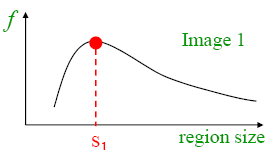 f
Image 1
s1
region size